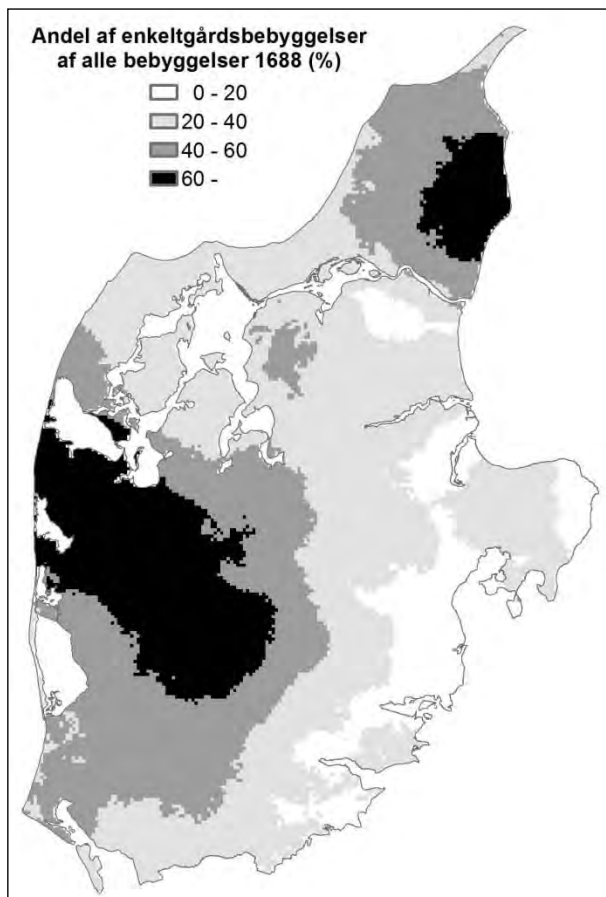 Andel af enkeltgårdsbebyggelser
af alle bebyggelser 1688 (%)
0 - 20
20 - 40
40 - 60
60 -